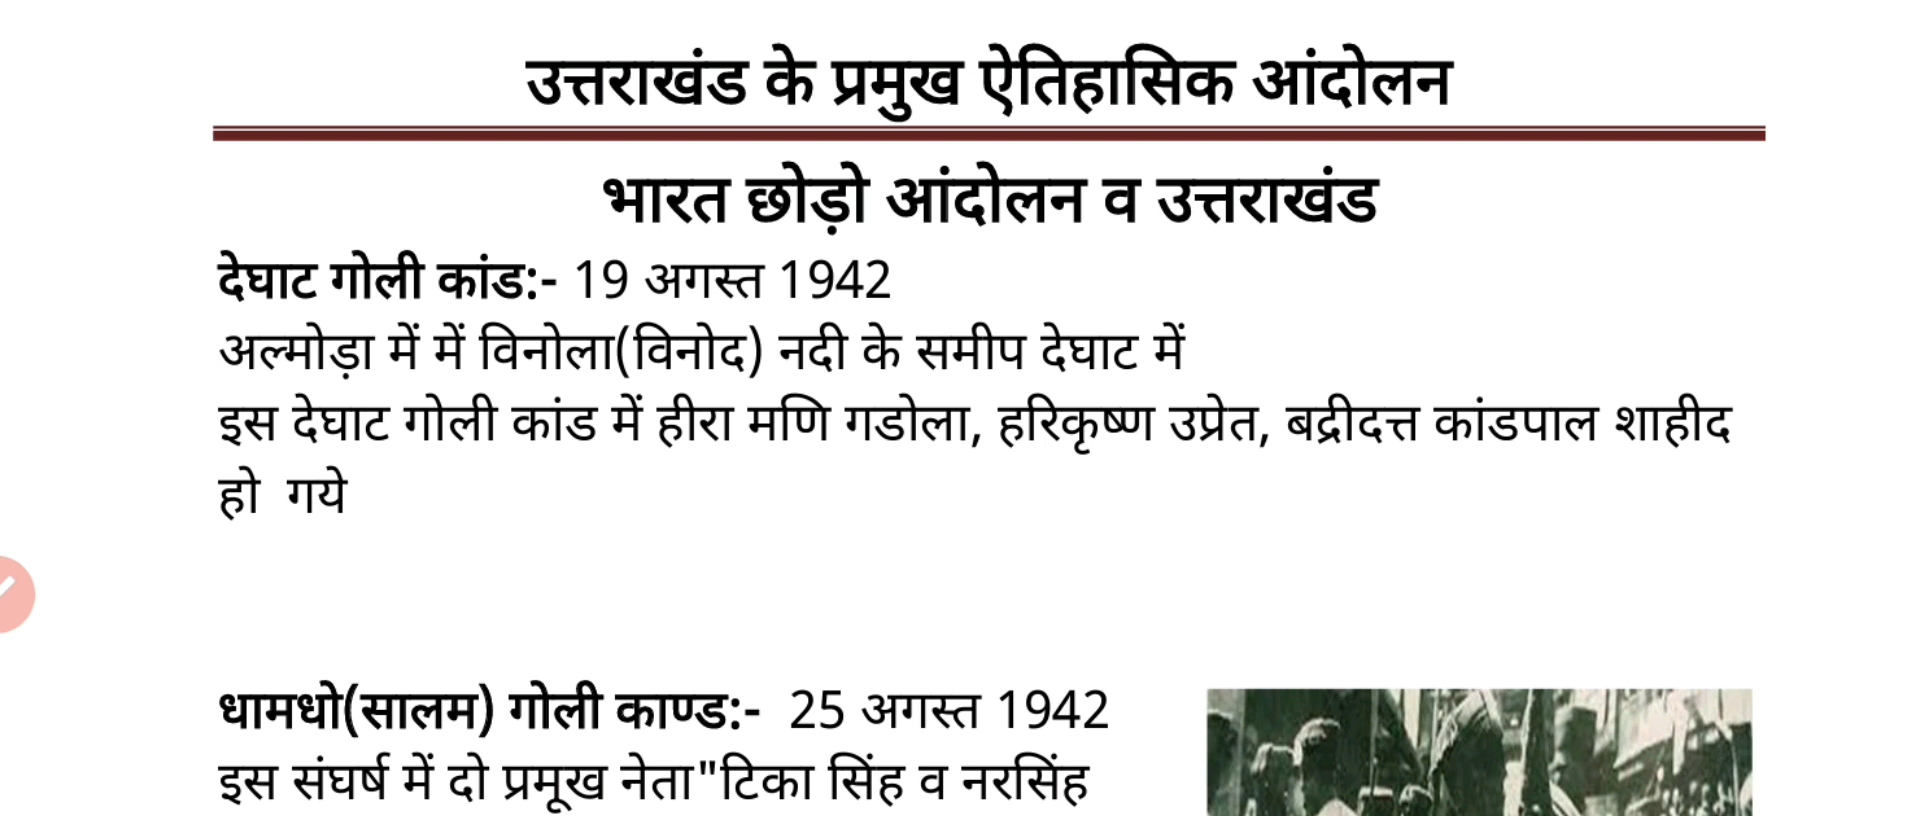 उत्तराखंड के प्रमुख ऐतिहासिक आंदोलन
भारत छोड़ो आंदोलन व उत्तराखंड
देघाट गोली कांड:- 19 अगस्त 1942
अल्मोड़ा में में विनोला(विनोद) नदी के समीप देघाट में
इस देघाट गोली कांड में हीरा मणि गडोला, हरिकृष्ण उप्रेत, बद्रीदत्त कांडपाल शाहीद
हो गये
धामधो(सालम) गोली काण्ड:- 25 अगस्त 1942
इस संघर्ष में दो प्रमूख नेता"टिका सिंह व नरसिंह